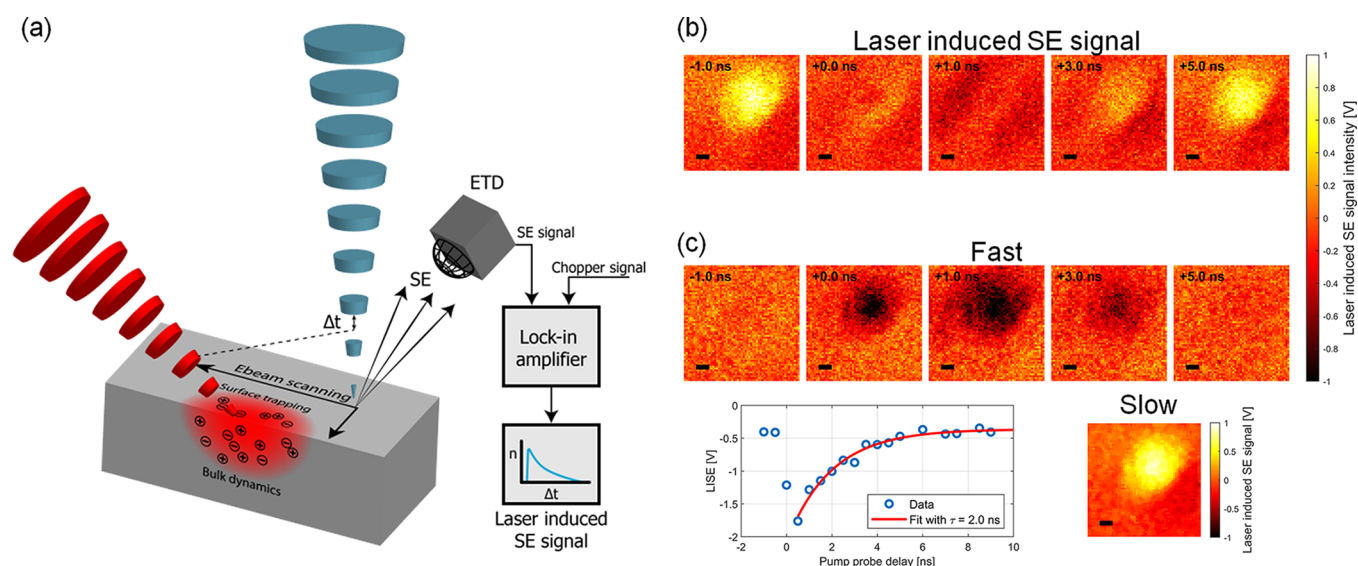 (a)
ETD
SE signal
Chopper signal
SE
Δt
Lock-in
amplifier
Ebeam scanning
Surface trapping
Bulk dynamics
n
Δt
Laser induced
SE signal
(b)
Laser induced SE signal
-1.0 ns
+0.0 ns
+1.0 ns
+3.0 ns
+5.0 ns
1
0.8
0.6
0.4
0.2
0
-0.2
-0.4
-0.6
-0.8
-1
Laser induced SE signal intensity [V]
(c)
Fast
-1.0 ns
+0.0 ns
+1.0 ns
+3.0 ns
+5.0 ns
0
-0.5
-1
-1.5
-2
LISE [V]
Data
Fit with τ = 2.0 ns
-2
0
2
4
6
8
10
Pump probe delay [ns]
Slow
1
0.5
0
-0.5
-1
Laser induced SE signal [V]